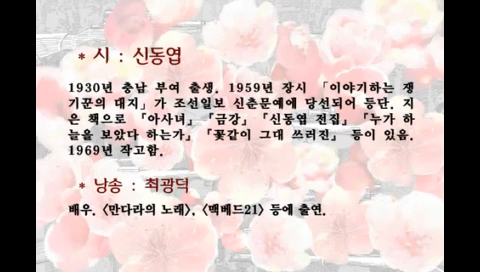 * 시 : 신동엽
1930년 충남 부여 출생. 1959년 장시 「이야기하는 쟁
기꾼의 대지」가 조선일보 신춘문예에 당선되어 등단. 지
은 책으로 「아사녀」 「금강」 「신동엽 전집」 「누가 하
늘을 보았다 하는가」 「꽃같이 그대 쓰러진」 등이 있음.
1969년 작고함.
* 낭송 : 최광덕
배우. <만다라의 노래>, <맥베드21> 등에 출연.